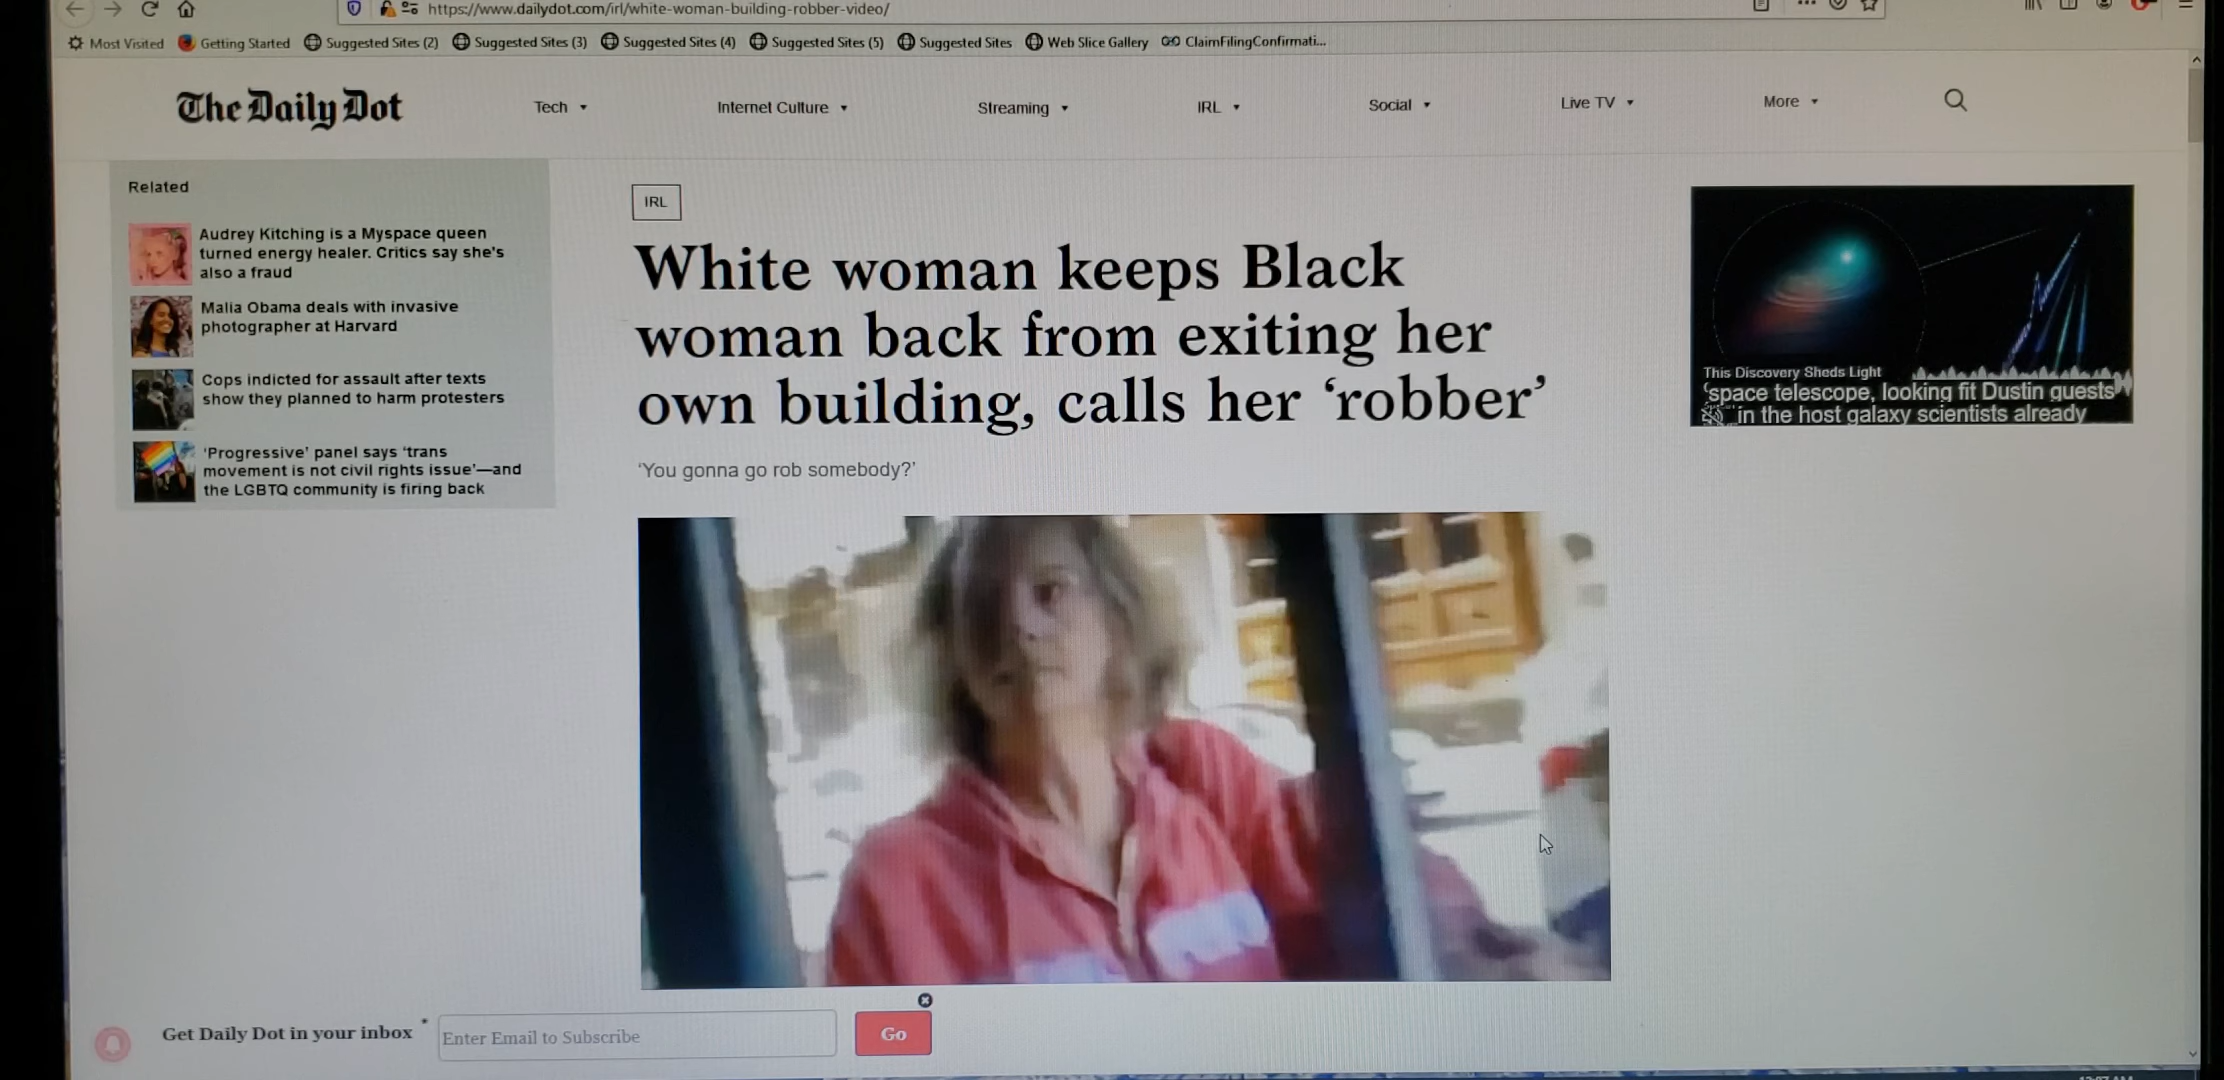 https://www.dailydot.com/irl/white-woman-building-robber-video/
Most Visited Getting Started Suggested Sites (2) Suggested Sites (3) Suggested Sites (4) Suggested Sites (5) Suggested Sites Web Slice Gallery ClaimFilingConfirmati...
The Daily Dot
Tech Internet Culture Streaming IRL Social Live TV More
Related
Audrey Kitching is a Myspace queen
turned energy healer. Critics say she's
also a fraud
Malia Obama deals with invasive
photographer at Harvard
Cops indicted for assault after texts
show they planned to harm protesters
'Progressive' panel says 'trans
movement is not civil rights issue'—and
the LGBTQ community is firing back
IRL
White woman keeps Black
woman back from exiting her
own building, calls her ‘robber’
‘You gonna go rob somebody?’
This Discovery Sheds Light
space telescope, looking fit Dustin guests
in the host galaxy scientists already
Get Daily Dot in your inbox *
Enter Email to Subscribe
Go